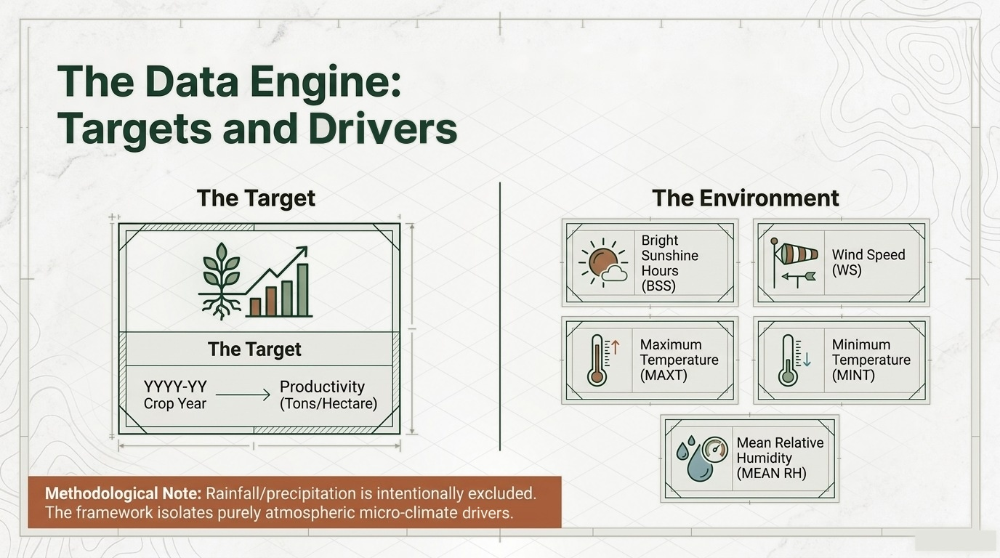 The Data Engine:
Targets and Drivers
The Target
The Target
YYYY-YY
Crop Year
Productivity
(Tons/Hectare)
The Environment
Bright
Sunshine
Hours
(BSS)
Wind Speed
(WS)
Maximum
Temperature
(MAXT)
Minimum
Temperature
(MINT)
Mean Relative
Humidity
(MEAN RH)
Methodological Note: Rainfall/precipitation is intentionally excluded.
The framework isolates purely atmospheric micro-climate drivers.